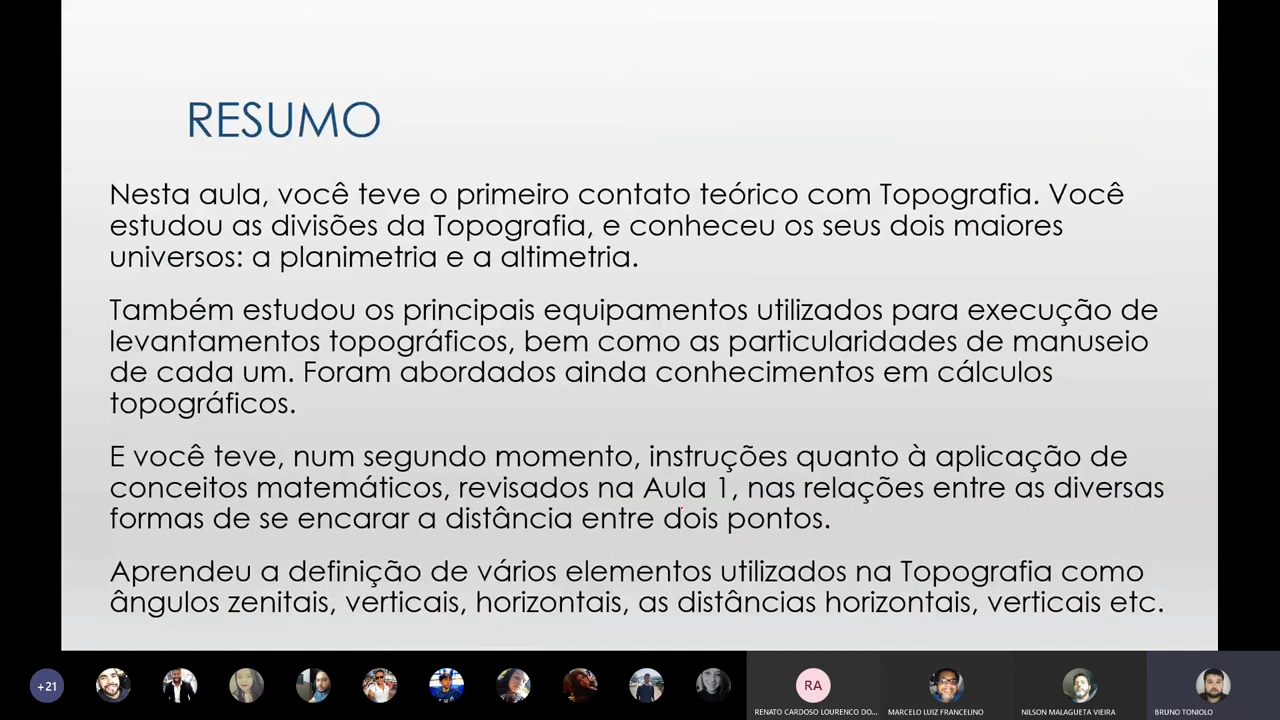 RESUMO
Nesta aula, você teve o primeiro contato teórico com Topografia. Você
estudou as divisões da Topografia, e conheceu os seus dois maiores
universos: a planimetria e a altimetria.
Também estudou os principais equipamentos utilizados para execução de
levantamentos topográficos, bem como as particularidades de manuseio
de cada um. Foram abordados ainda conhecimentos em cálculos
topográficos.
E você teve, num segundo momento, instruções quanto à aplicação de
conceitos matemáticos, revisados na Aula 1, nas relações entre as diversas
formas de se encarar a distância entre dois pontos.
Aprendeu a definição de vários elementos utilizados na Topografia como
ângulos zenitais, verticais, horizontais, as distâncias horizontais, verticais etc.
+21
RA
RENATO CARDOSO LOURENCO DO...
MARCELO LUIZ FRANCELINO
NILSON MALAGUETA VIEIRA
BRUNO TONIOLO